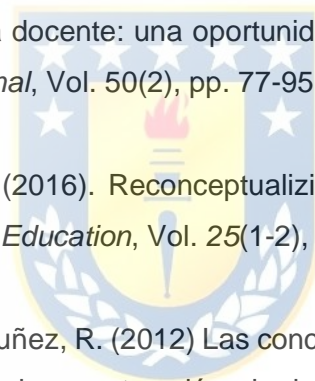 docente: una oportunid
nal, Vol. 50(2), pp. 77-95
(2016). Reconceptualizi
Education, Vol. 25(1-2),
uñez, R. (2012) Las conc